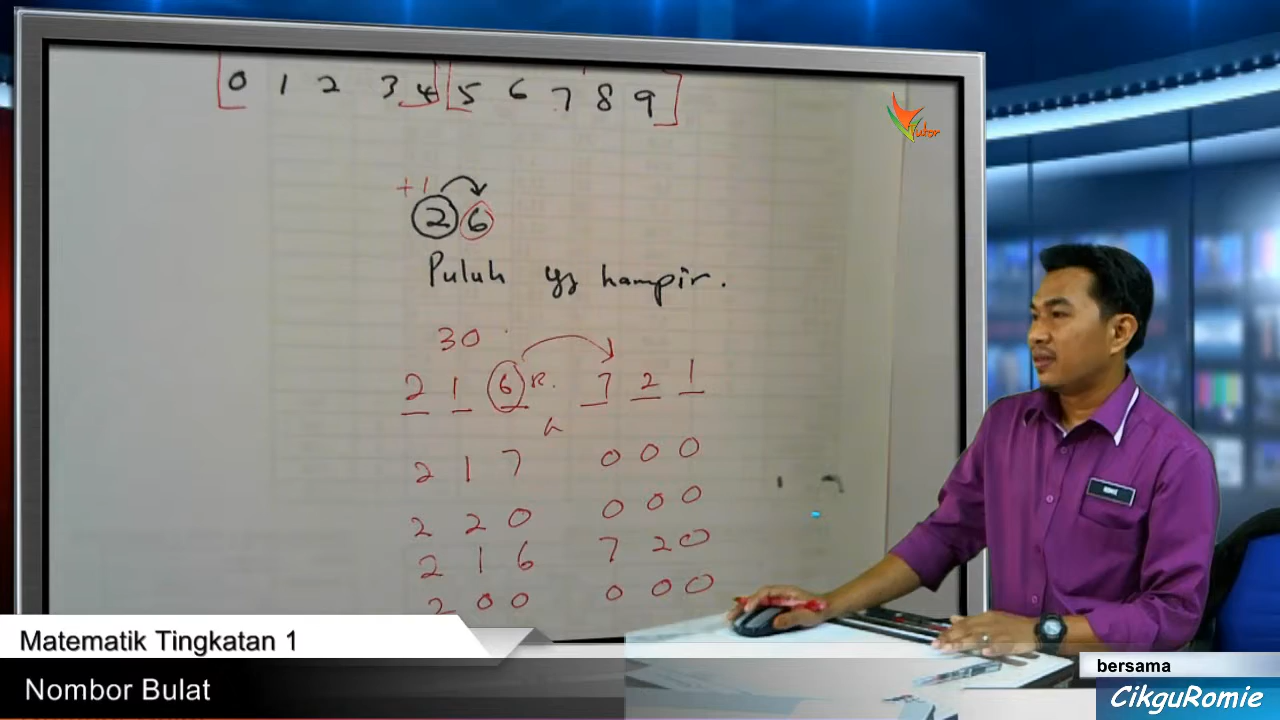 0 1 2 3 4 5 6 7 8 9
Tutor
+1
2 6
Puluh yg hampir.
30
2 1 6 R. 7 2 1
2 1 7 0 0 0
2 2 0 0 0 0
2 1 6 7 2 0
2 0 0 0 0 0
ROMIE
Matematik Tingkatan 1
Nombor Bulat
bersama
CikguRomie